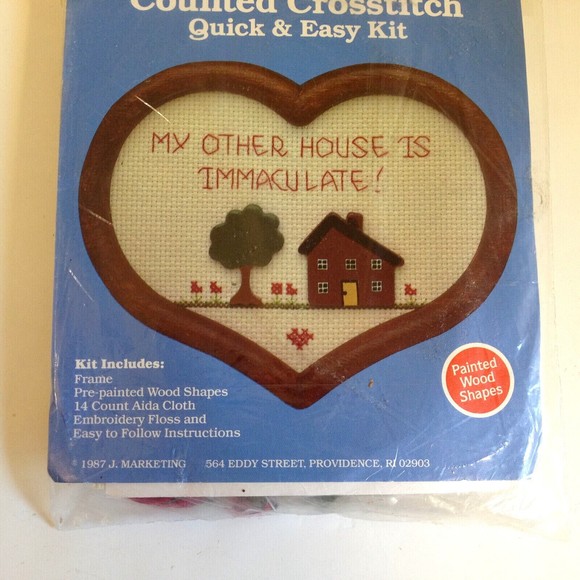 Counted Crosstitch
Quick & Easy Kit
MY OTHER HOUSE IS
IMMACULATE!
Kit Includes:
Frame
Pre-painted Wood Shapes
14 Count Aida Cloth
Embroidery Floss and
Easy to Follow Instructions
Painted
Wood
Shapes
1987 J. MARKETING 564 EDDY STREET, PROVIDENCE, RI 02903